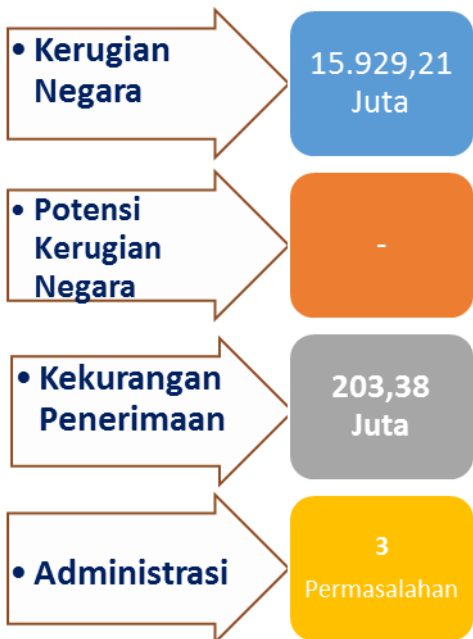 • Kerugian
Negara
15.929,21
Juta
• Potensi
Kerugian
Negara
-
• Kekurangan
Penerimaan
203,38
Juta
• Administrasi
3
Permasalahan